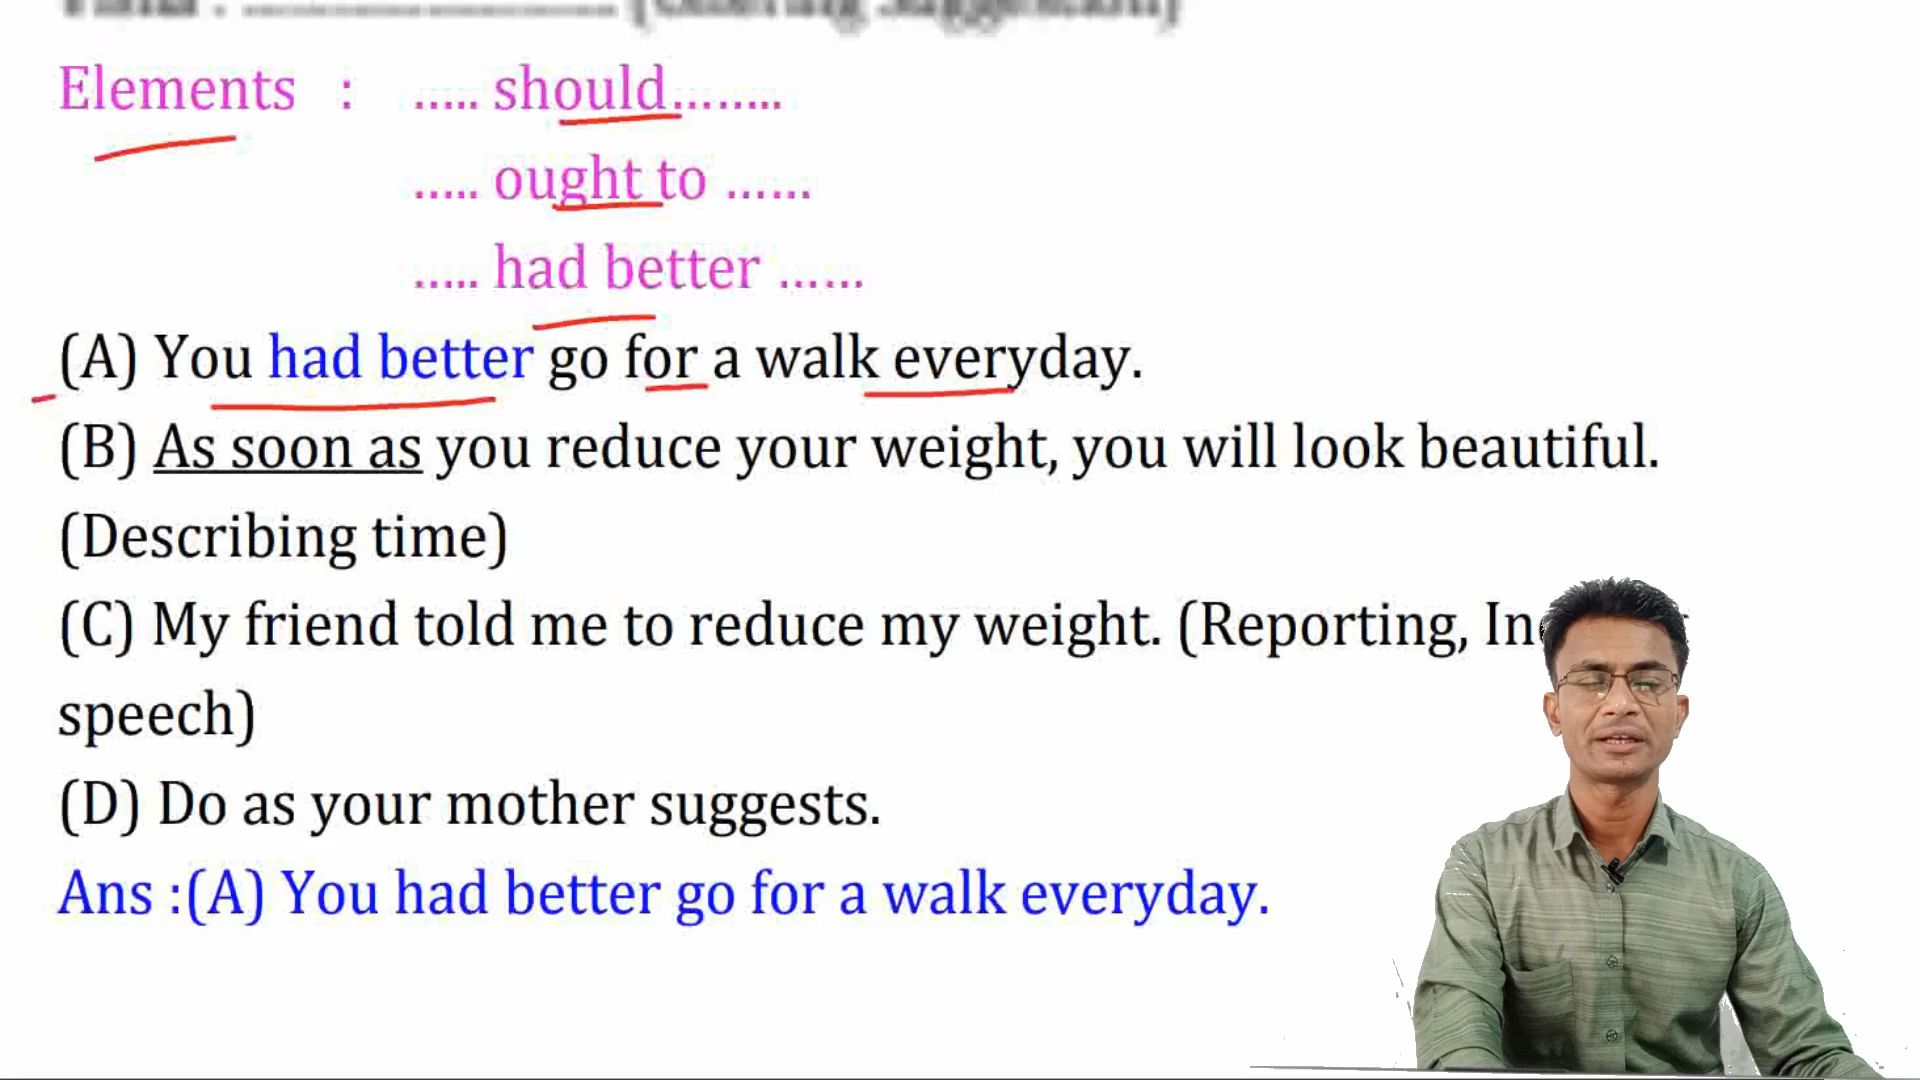 (Offering Suggestion)
Elements : ..... should........
..... ought to ......
..... had better ......
(A) You had better go for a walk everyday.
(B) As soon as you reduce your weight, you will look beautiful.
(Describing time)
(C) My friend told me to reduce my weight. (Reporting,
speech)
(D) Do as your mother suggests.
Ans :(A) You had better go for a walk everyday.